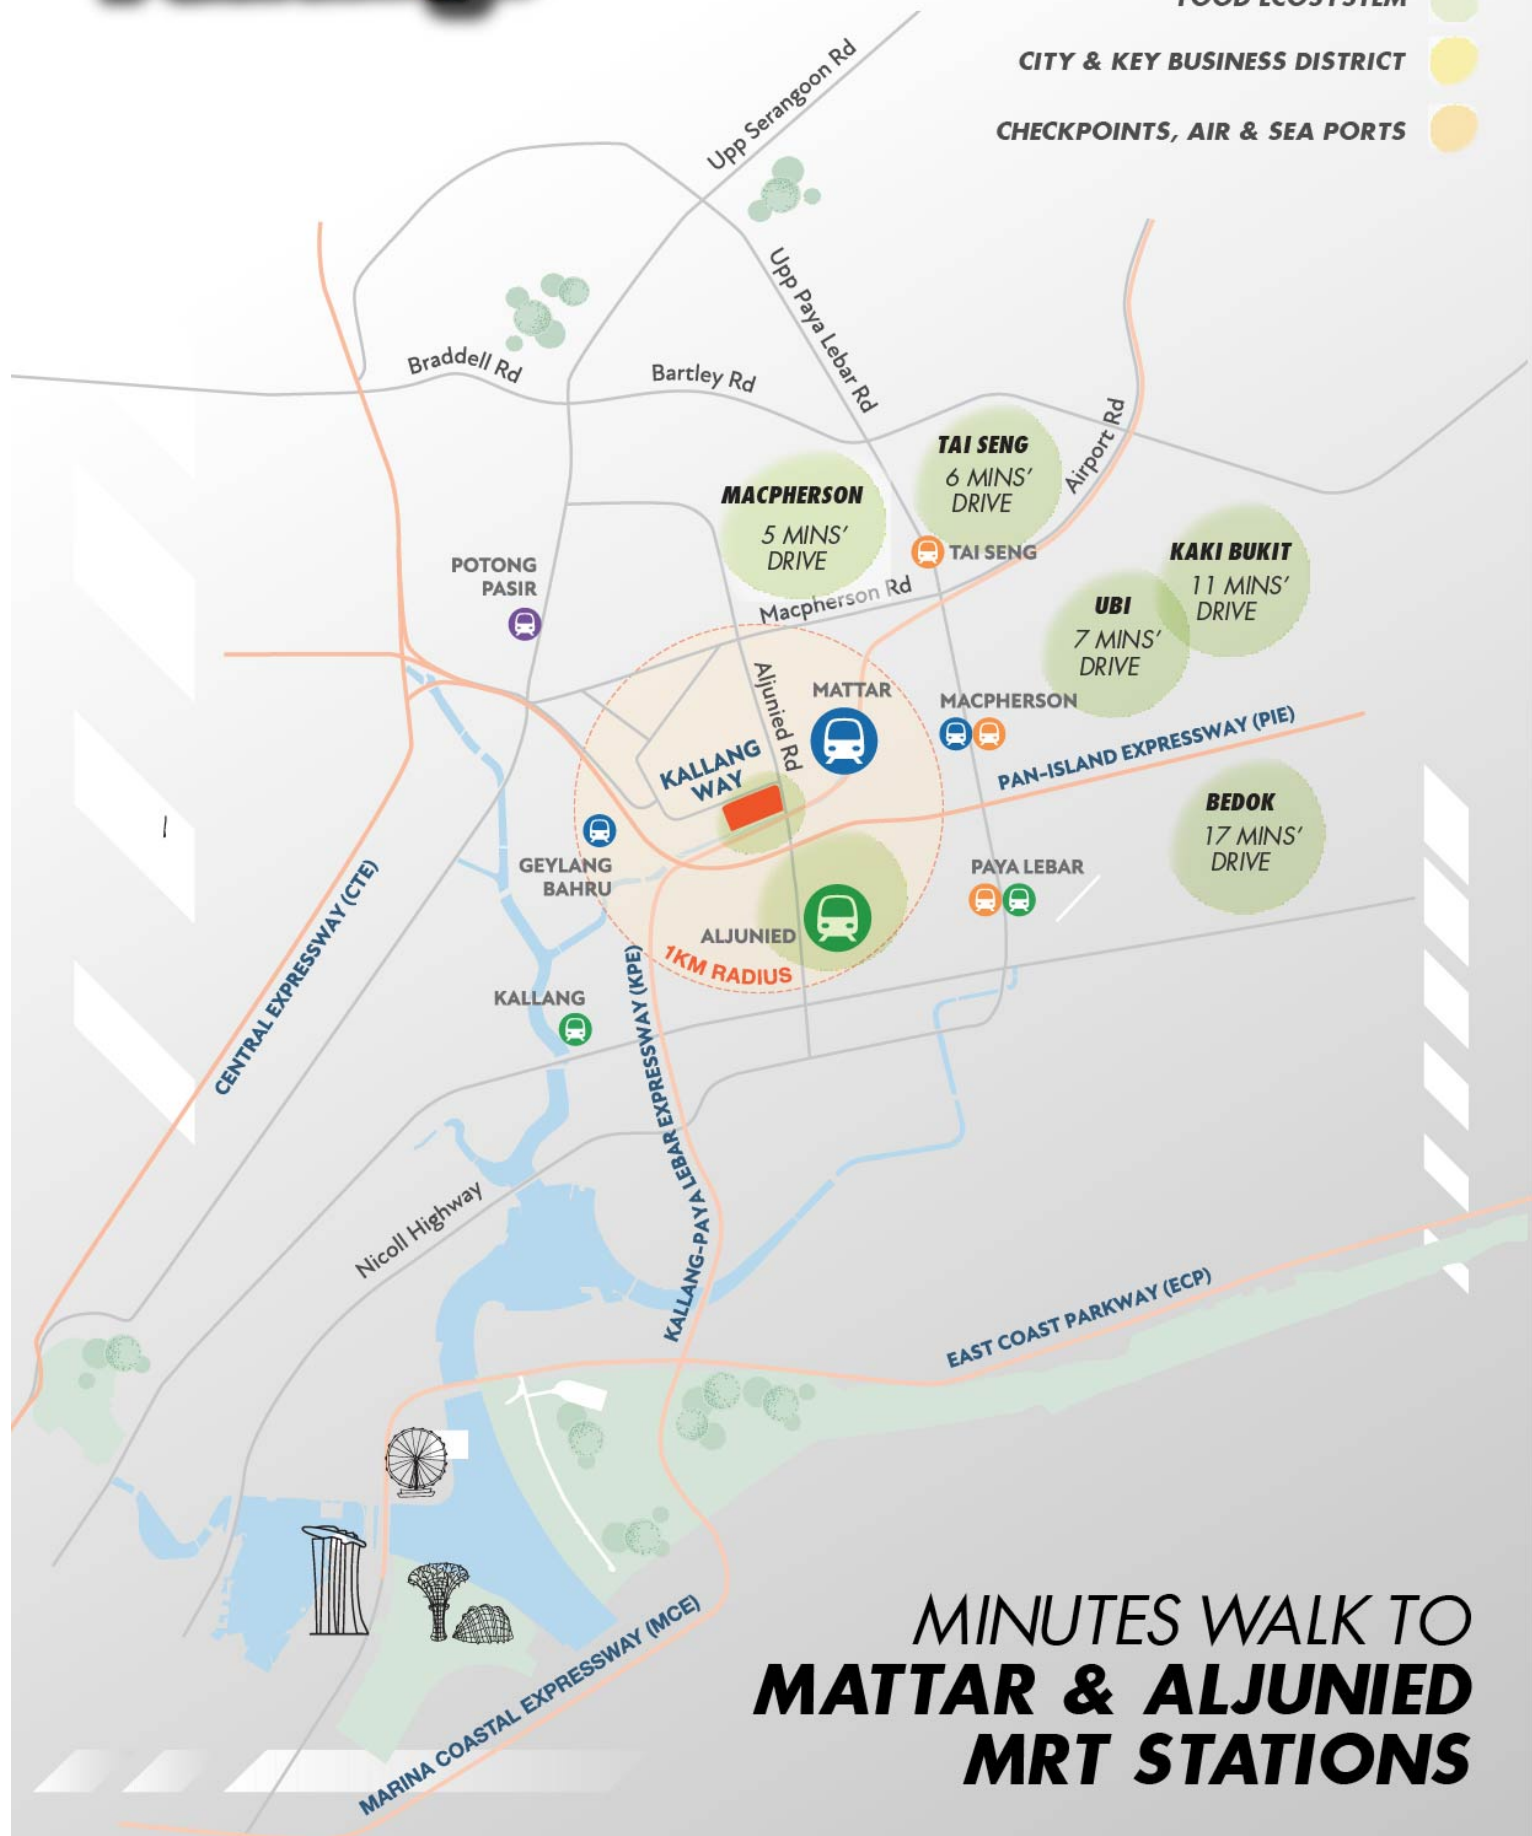 FOOD ECOSYSTEM
CITY & KEY BUSINESS DISTRICT
CHECKPOINTS, AIR & SEA PORTS
Upp Serangoon Rd
Upp Paya Lebar Rd
Braddell Rd
Bartley Rd
Airport Rd
TAI SENG
6 MINS'
DRIVE
MACPHERSON
5 MINS'
DRIVE
TAI SENG
KAKI BUKIT
11 MINS'
DRIVE
POTONG
PASIR
UBI
7 MINS'
DRIVE
Macpherson Rd
Aljunied Rd
MATTAR
MACPHERSON
PAN-ISLAND EXPRESSWAY (PIE)
KALLANG
WAY
BEDOK
17 MINS'
DRIVE
GEYLANG
BAHRU
PAYA LEBAR
ALJUNIED
1KM RADIUS
CENTRAL EXPRESSWAY (CTE)
KALLANG
KALLANG-PAYA LEBAR EXPRESSWAY (KPE)
Nicoll Highway
EAST COAST PARKWAY (ECP)
MARINA COASTAL EXPRESSWAY (MCE)
MINUTES WALK TO
MATTAR & ALJUNIED
MRT STATIONS